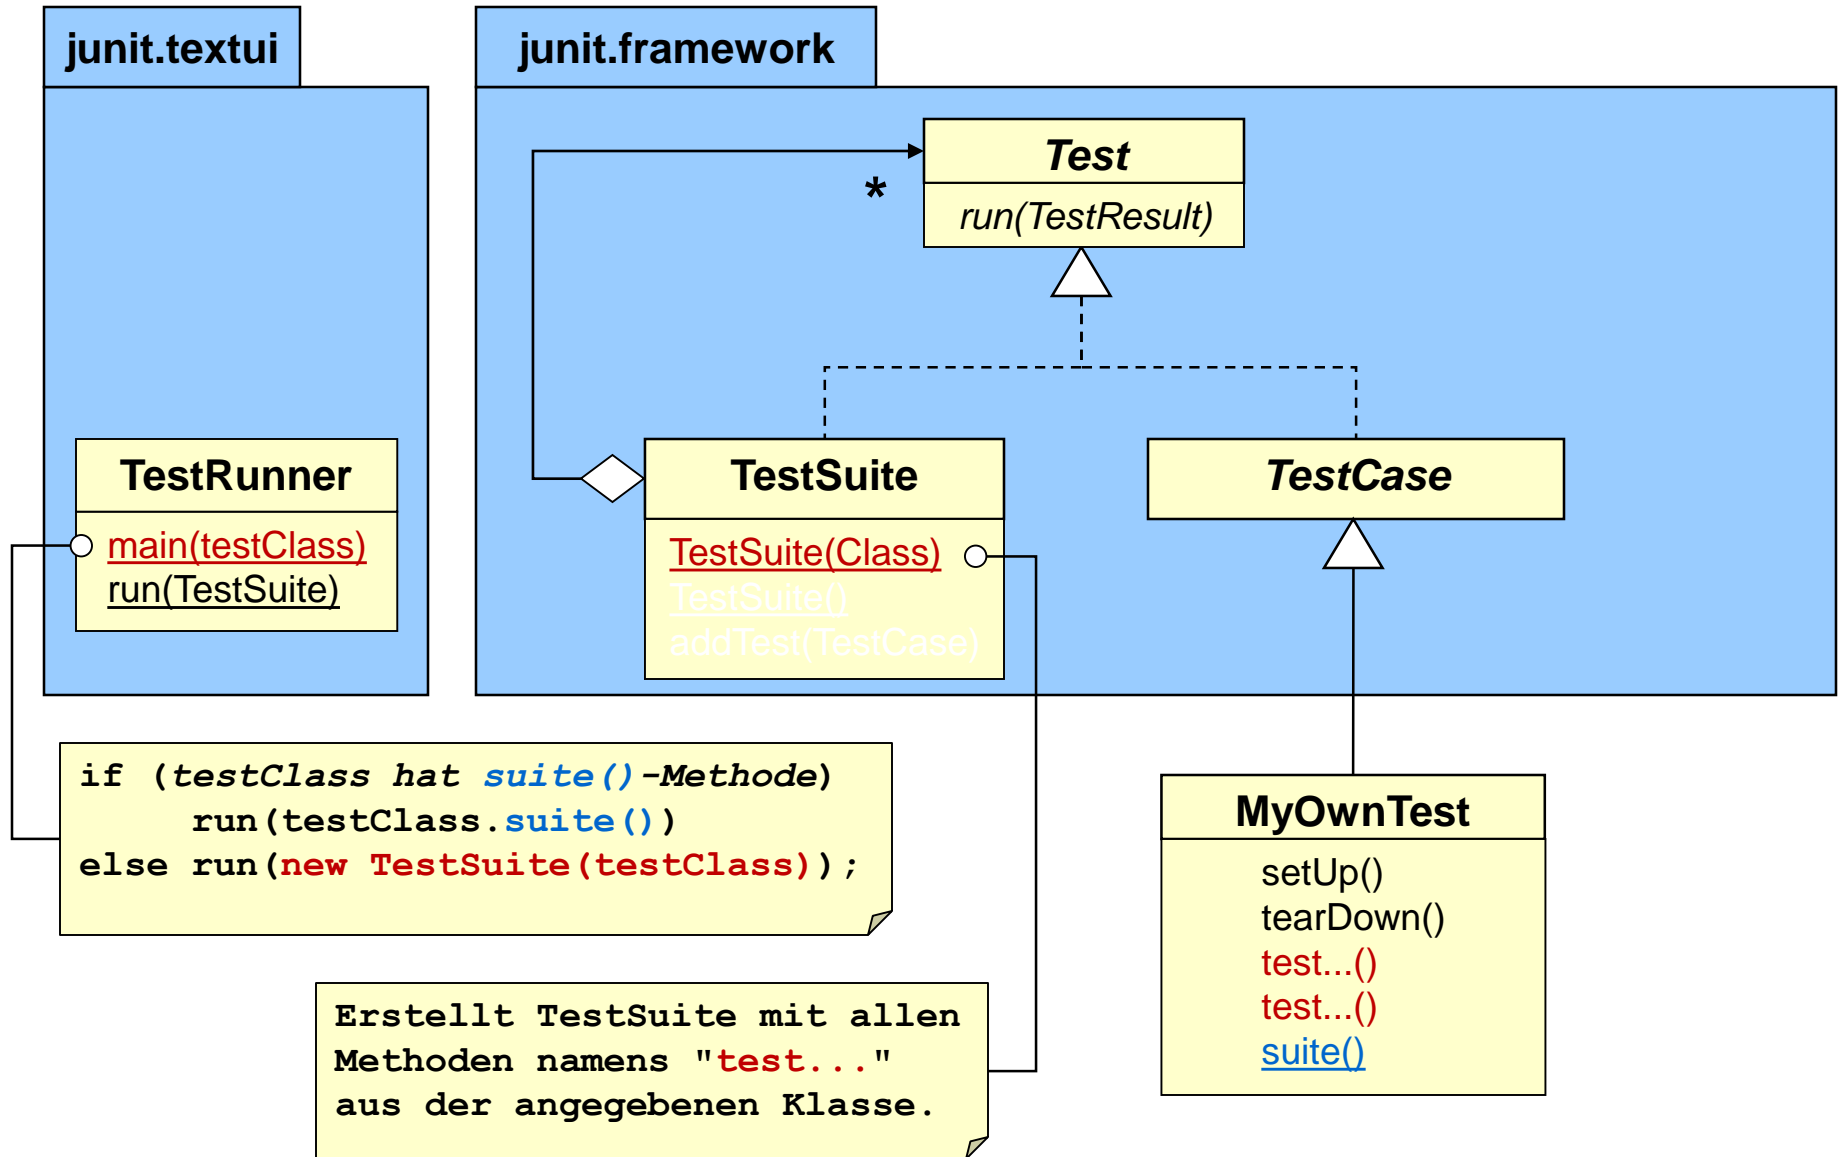 junit.textui
junit.framework
Test
*
run(TestResult)
TestRunner
main(testClass)
run(TestSuite)
TestSuite
TestSuite(Class)
TestSuite()
addTest(TestCase)
TestCase
if (testClass hat suite()-Methode)
run(testClass.suite())
else run(new TestSuite(testClass));
MyOwnTest
setUp()
tearDown()
test...()
test...()
suite()
Erstellt TestSuite mit allen
Methoden namens "test..."
aus der angegebenen Klasse.